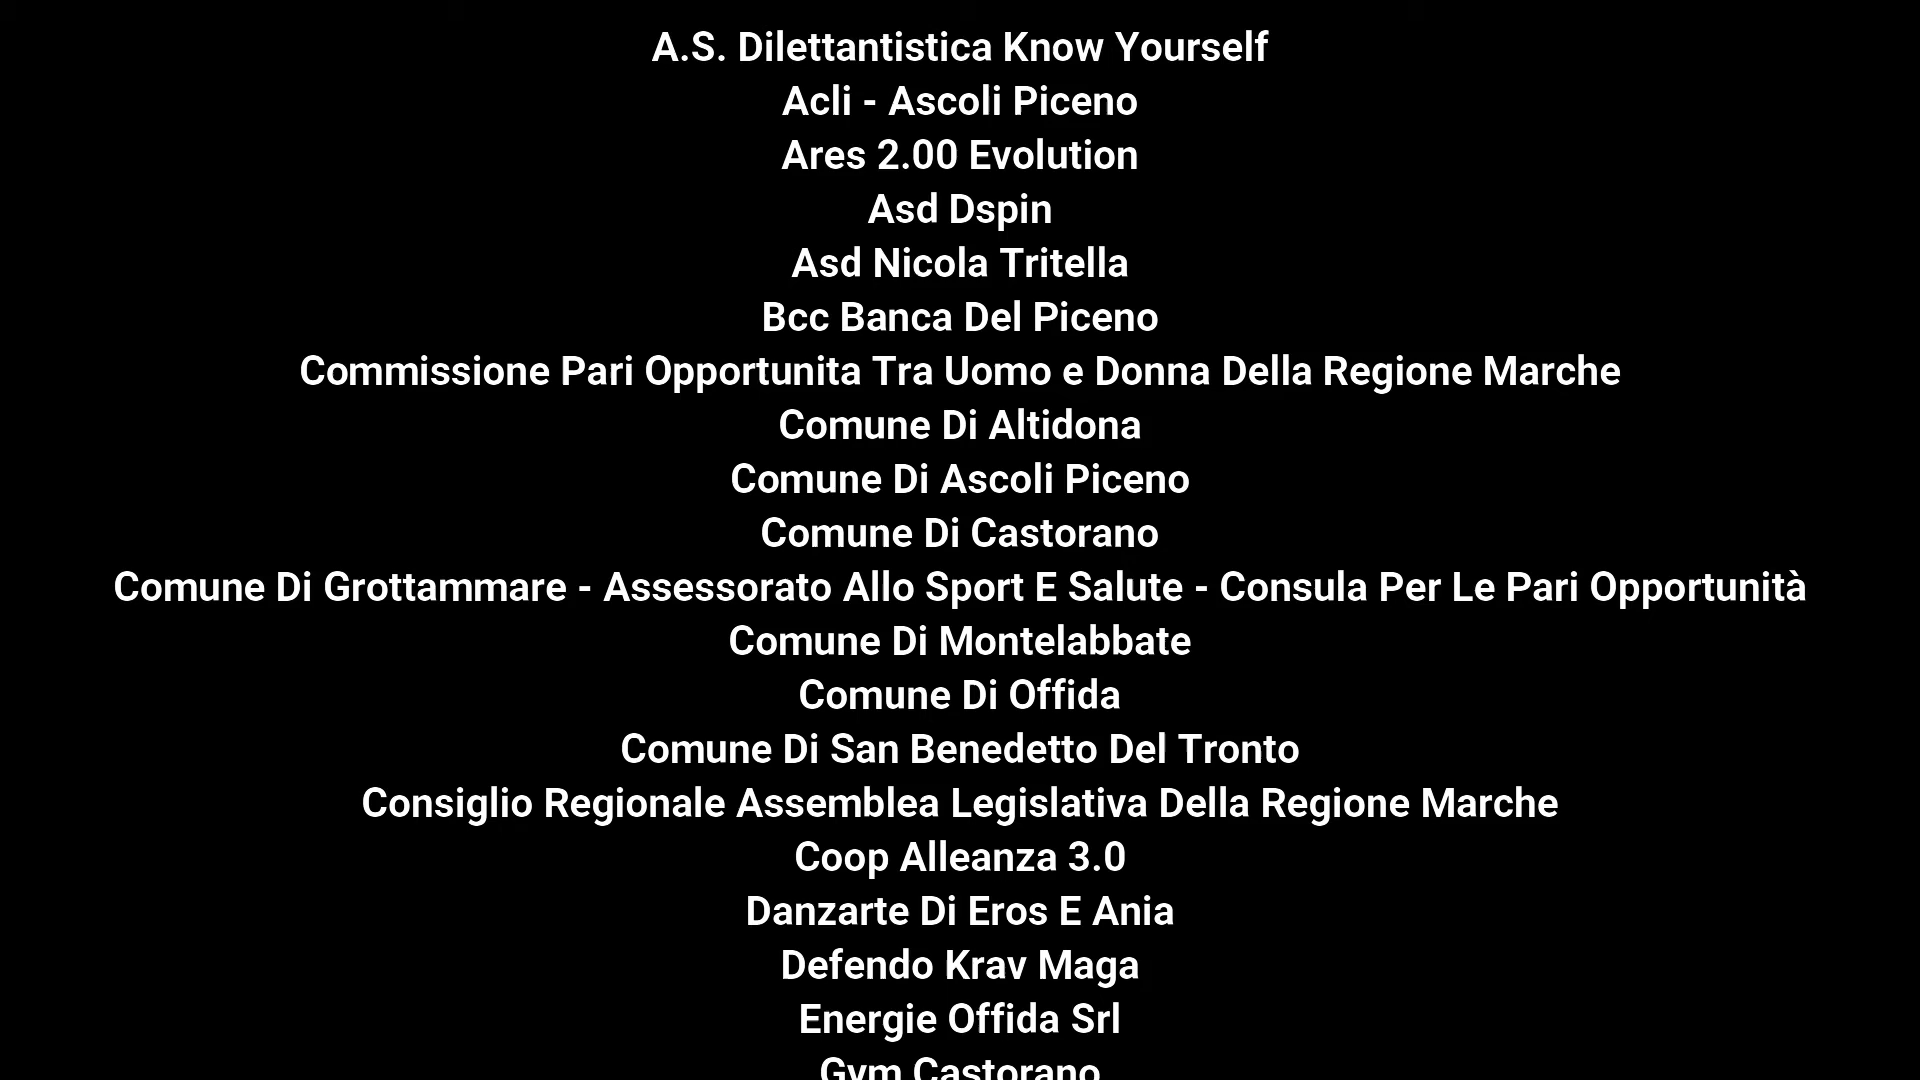 A.S. Dilettantistica Know Yourself
Acli - Ascoli Piceno
Ares 2.00 Evolution
Asd Dspin
Asd Nicola Tritella
Bcc Banca Del Piceno
Commissione Pari Opportunita Tra Uomo e Donna Della Regione Marche
Comune Di Altidona
Comune Di Ascoli Piceno
Comune Di Castorano
Comune Di Grottammare - Assessorato Allo Sport E Salute - Consula Per Le Pari Opportunità
Comune Di Montelabbate
Comune Di Offida
Comune Di San Benedetto Del Tronto
Consiglio Regionale Assemblea Legislativa Della Regione Marche
Coop Alleanza 3.0
Danzarte Di Eros E Ania
Defendo Krav Maga
Energie Offida Srl
Gym Castorano